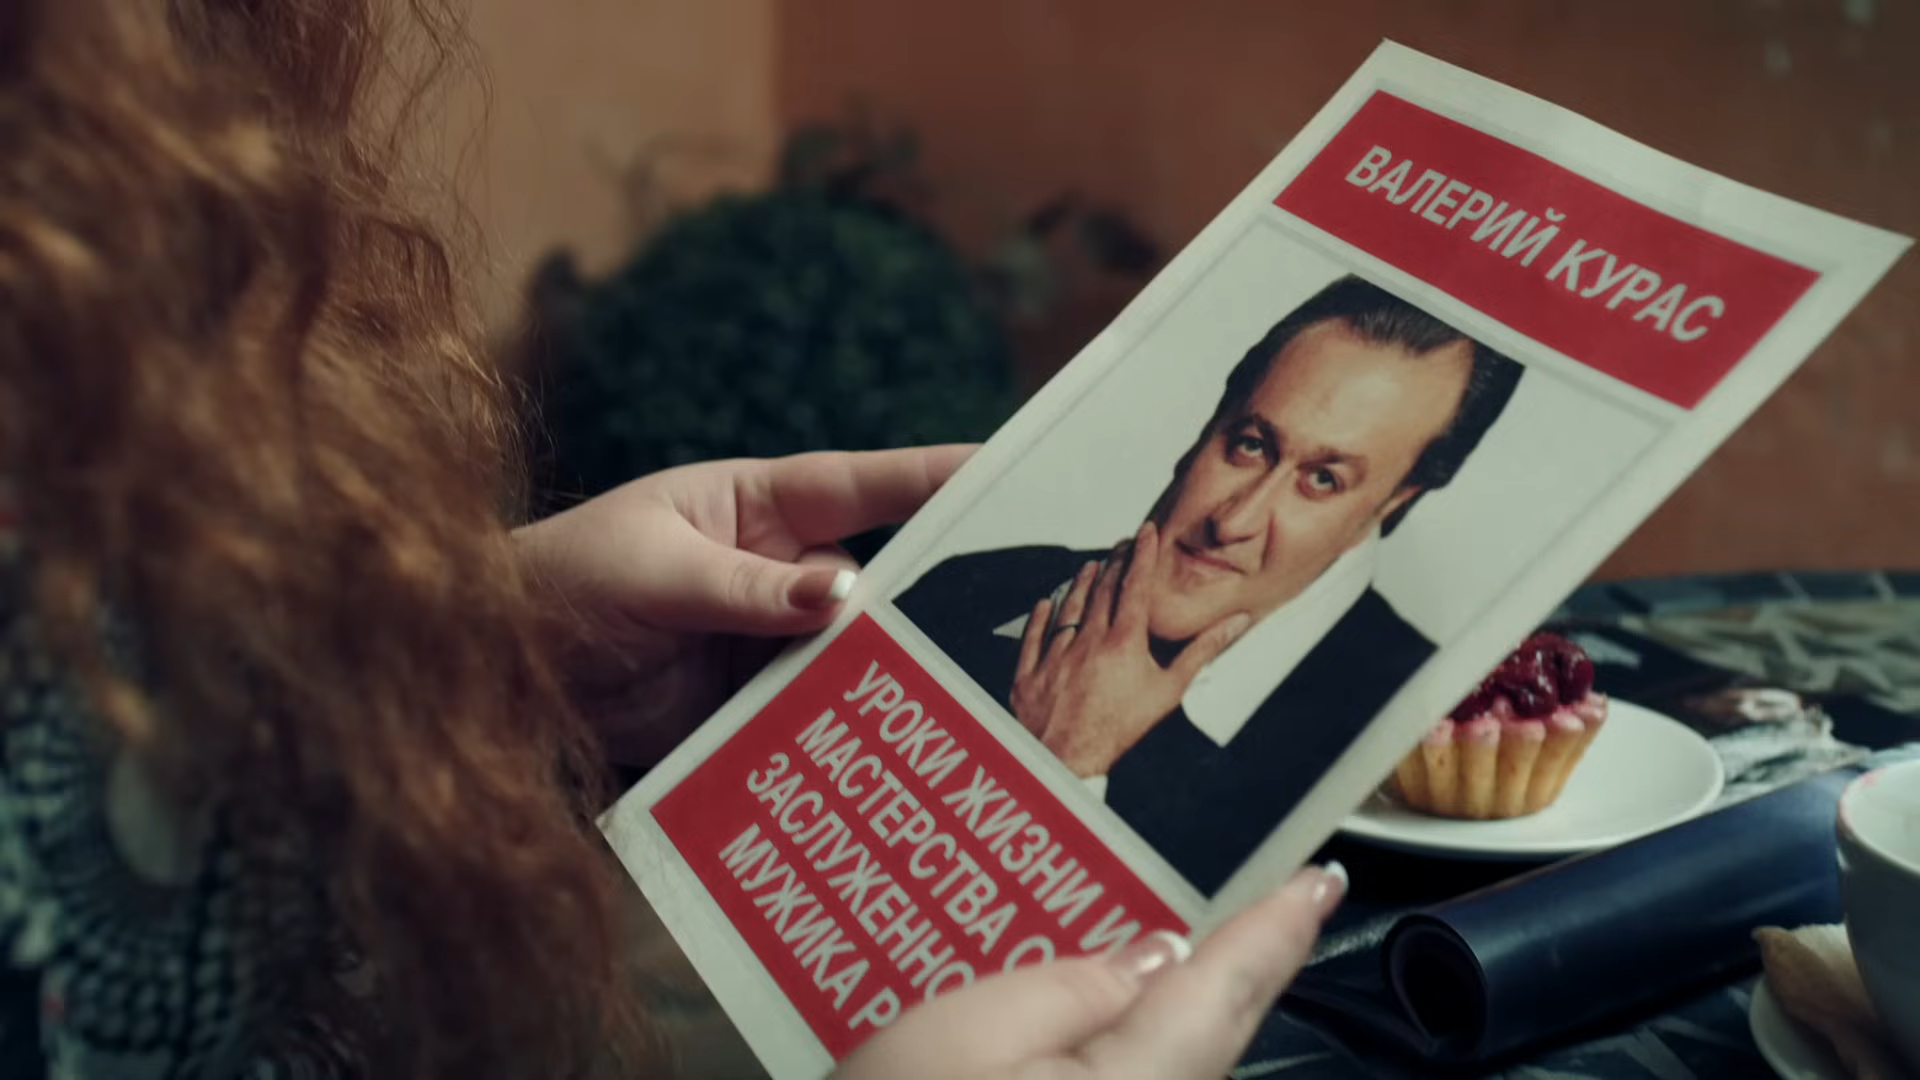 ВАЛЕРИЙ КУРАС
УРОКИ ЖИЗНИ И
МАСТЕРСТВА
ЗАСЛУЖЕННО
МУЖИКА